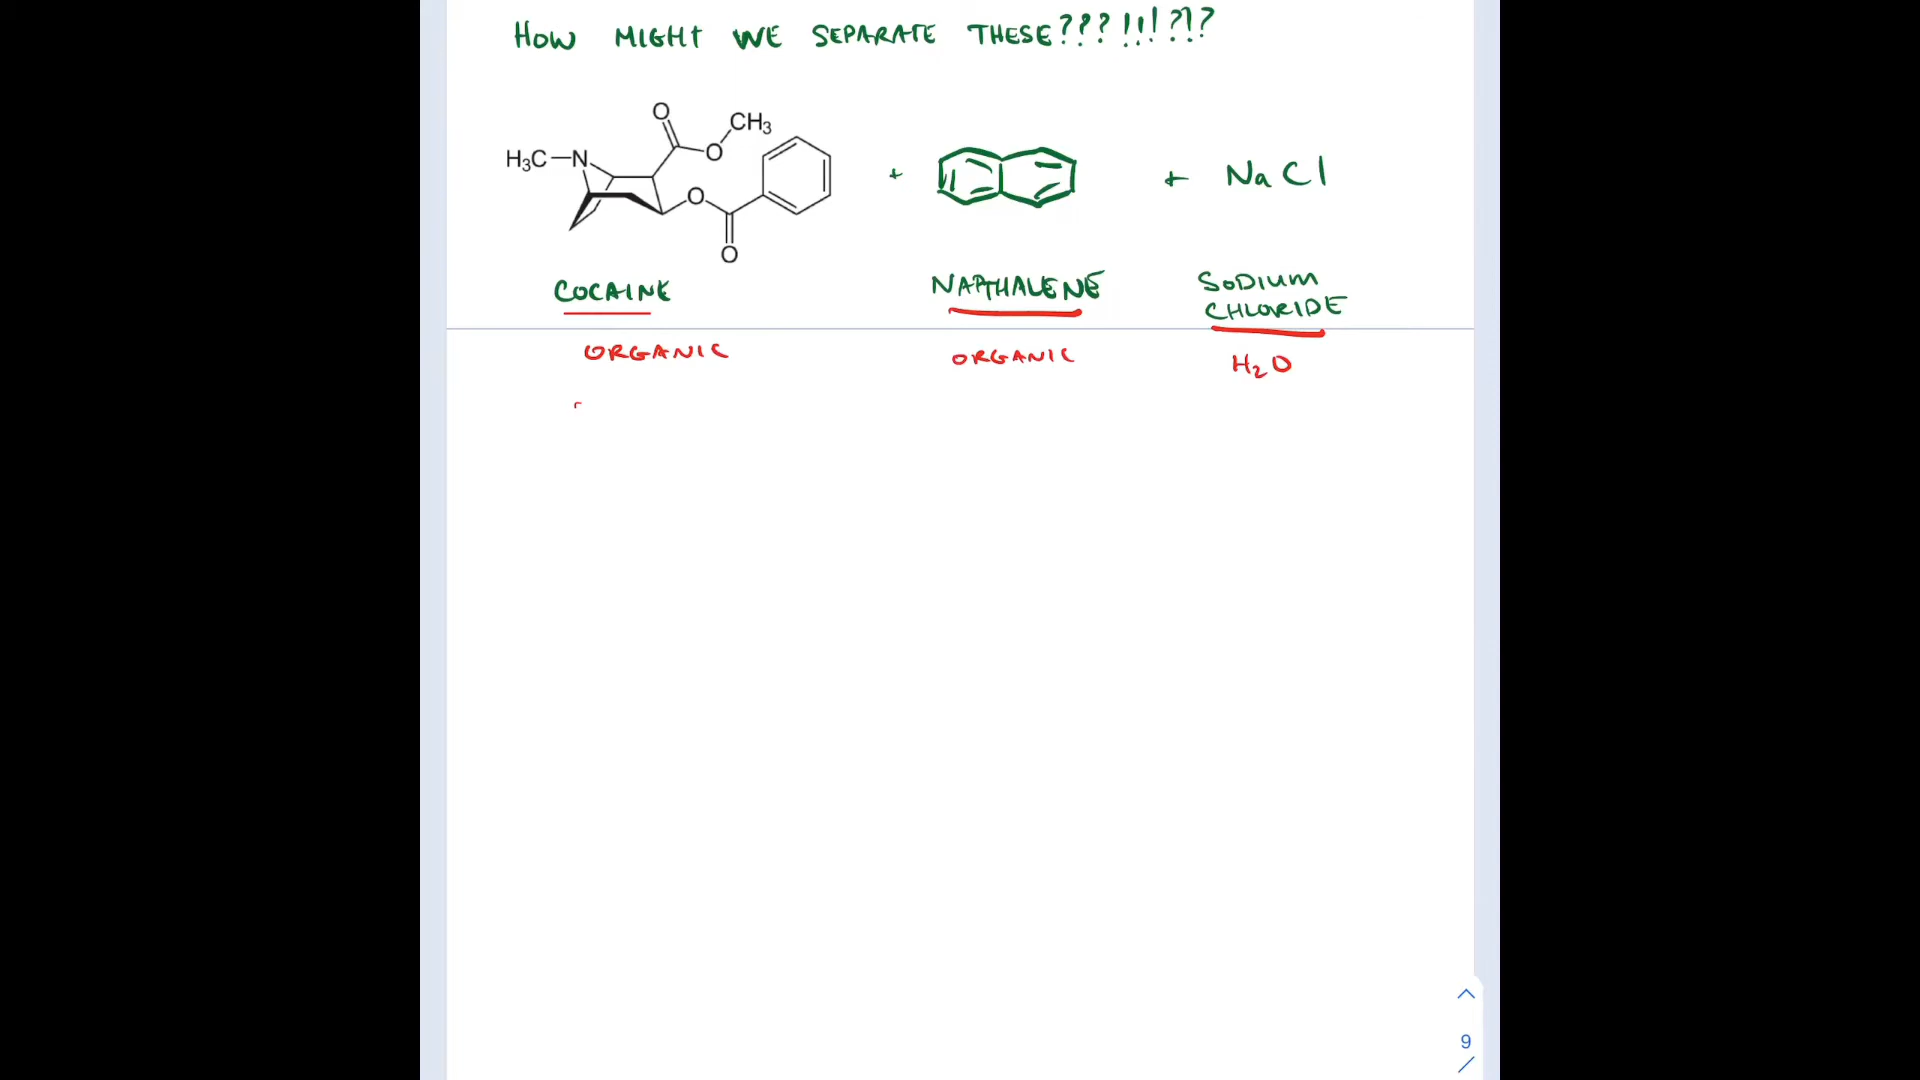 HOW MIGHT WE SEPARATE THESE???!!!?!?
O
CH3
H3C—N
O
O
O
+
+ NaCl
COCAINE
NAPTHALENE
SODIUM
CHLORIDE
ORGANIC
ORGANIC
H2O
9